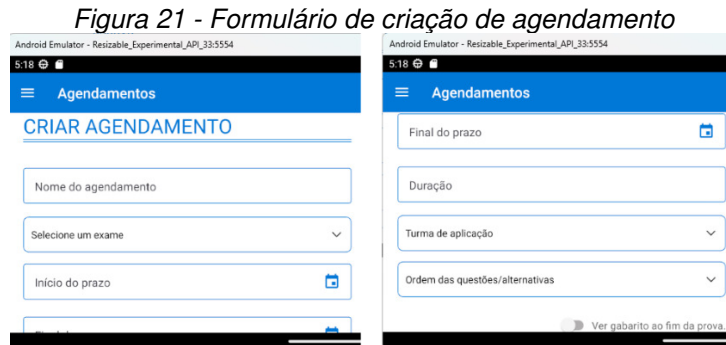 Figura 21 - Formulário de criação de agendamento
Android Emulator - Resizable_Experimental_API_33:5554
5:18
Agendamentos
CRIAR AGENDAMENTO
Nome do agendamento
Selecione um exame
Início do prazo
Android Emulator - Resizable_Experimental_API_33:5554
5:18
Agendamentos
Final do prazo
Duração
Turma de aplicação
Ordem das questões/alternativas
Ver gabarito ao fim da prova.